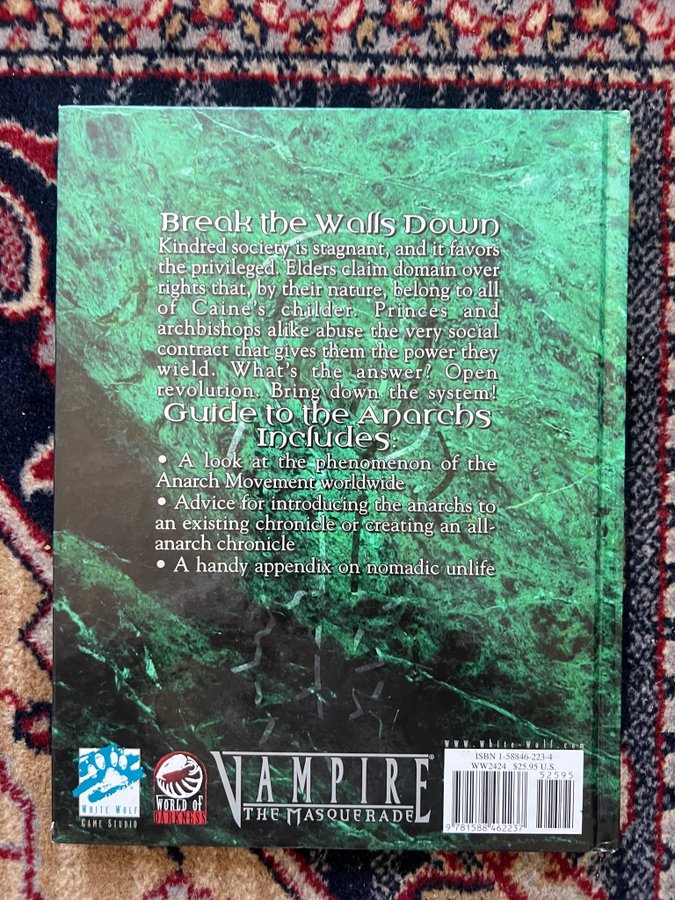 Break the Walls Down
Kindred society is stagnant, and it favors
the privileged. Elders claim domain over
rights that, by their nature, belong to all
of Caine's childer. Princes and
archbishops alike abuse the very social
contract that gives them the power they
wield. What's the answer? Open
revolution. Bring down the system!
Guide to the Anarchs
Includes:
• A look at the phenomenon of the
Anarch Movement worldwide
• Advice for introducing the anarchs to
an existing chronicle or creating an all-
anarch chronicle
• A handy appendix on nomadic unlife
www.white-wolf.com
WHITE WOLF
GAME STUDIO
WORLD OF
DARKNESS
VAMPIRE®
THE MASQUERADE
ISBN 1-58846-223-4
WW2424 $25.95 U.S.
52595
9 781588 462237